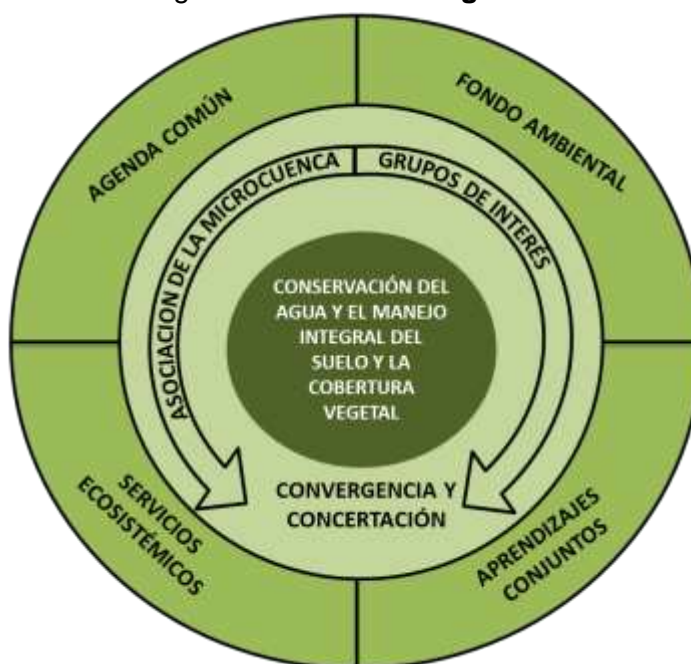 AGENDA COMÚN
FONDO AMBIENTAL
ASOCIACION DE LA MICROCUENCA
GRUPOS DE INTERÉS
CONSERVACIÓN DEL
AGUA Y EL MANEJO
INTEGRAL DEL
SUELO Y LA
COBERTURA
VEGETAL
CONVERGENCIA Y
CONCERTACIÓN
SERVICIOS
ECOSISTÉMICOS
APRENDIZAJES
CONJUNTOS